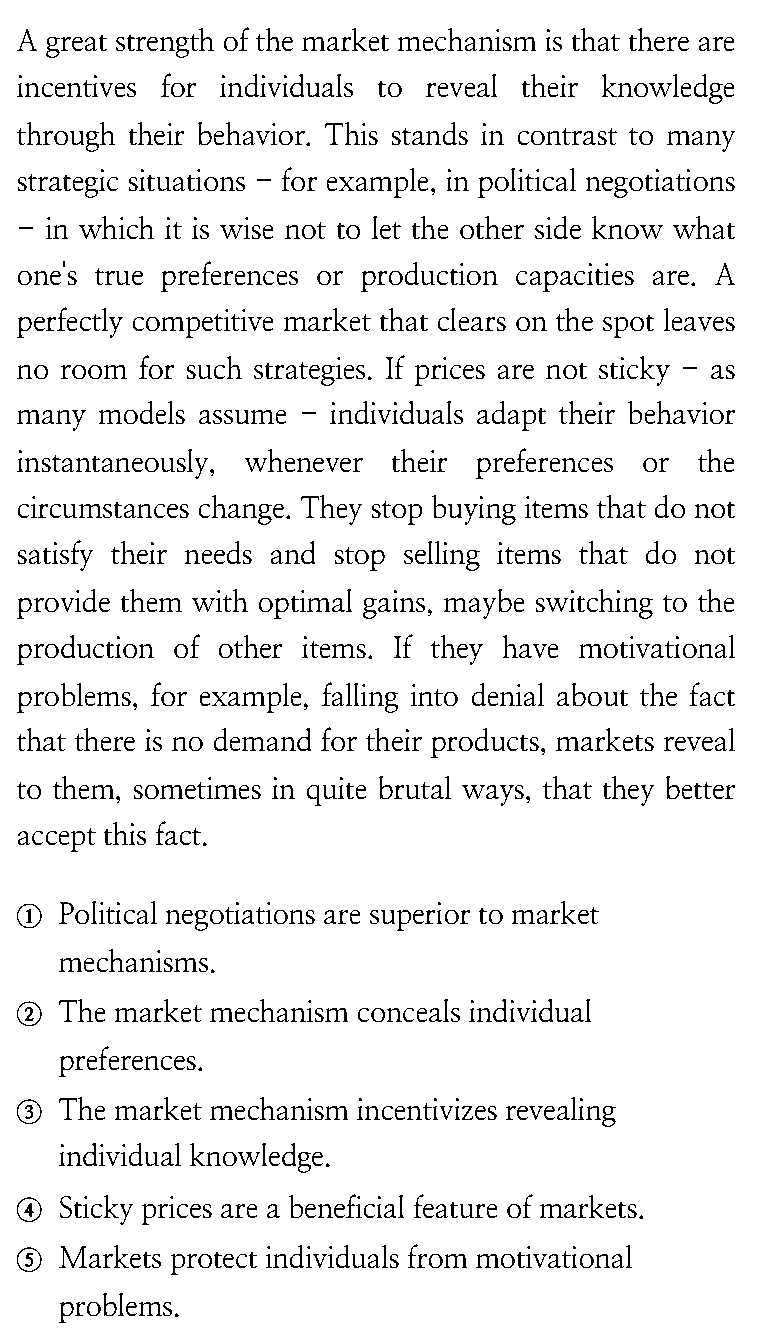 A great strength of the market mechanism is that there are
incentives for individuals to reveal their knowledge
through their behavior. This stands in contrast to many
strategic situations − for example, in political negotiations
− in which it is wise not to let the other side know what
one's true preferences or production capacities are. A
perfectly competitive market that clears on the spot leaves
no room for such strategies. If prices are not sticky − as
many models assume − individuals adapt their behavior
instantaneously, whenever their preferences or the
circumstances change. They stop buying items that do not
satisfy their needs and stop selling items that do not
provide them with optimal gains, maybe switching to the
production of other items. If they have motivational
problems, for example, falling into denial about the fact
that there is no demand for their products, markets reveal
to them, sometimes in quite brutal ways, that they better
accept this fact.
① Political negotiations are superior to market
mechanisms.
② The market mechanism conceals individual
preferences.
③ The market mechanism incentivizes revealing
individual knowledge.
④ Sticky prices are a beneficial feature of markets.
⑤ Markets protect individuals from motivational
problems.